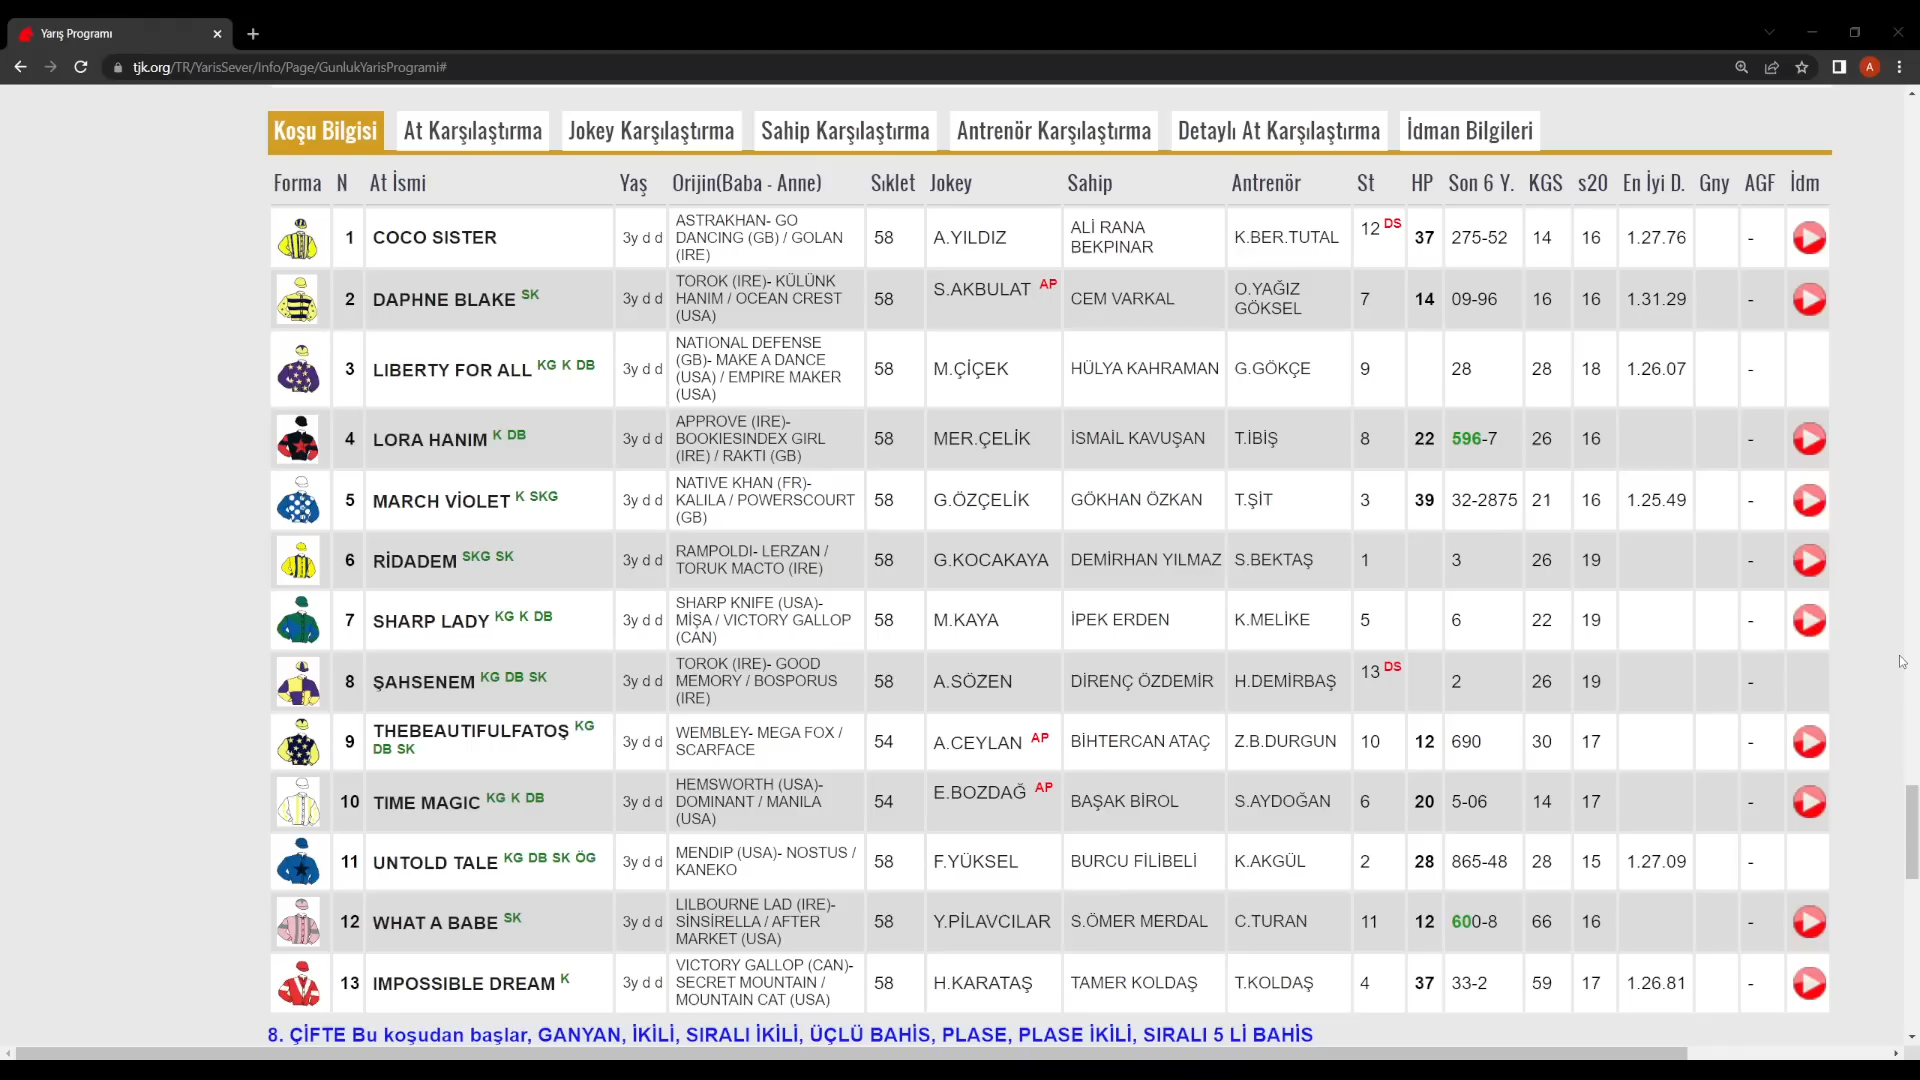 Yarış Programı
tjk.org/TR/YarisSever/Info/Page/GunlukYarisProgrami#
A
Koşu Bilgisi At Karşılaştırma Jokey Karşılaştırma Sahip Karşılaştırma Antrenör Karşılaştırma Detaylı At Karşılaştırma İdman Bilgileri
Forma N At İsmi Yaş Orijin(Baba - Anne) Sıklet Jokey Sahip Antrenör St HP Son 6 Y. KGS s20 En İyi D. Gny AGF İdm
1 COCO SISTER 3y d d ASTRAKHAN- GO DANCING (GB) / GOLAN (IRE) 58 A.YILDIZ ALİ RANA BEKPINAR K.BER.TUTAL 12 DS 37 275-52 14 16 1.27.76 -
2 DAPHNE BLAKE SK 3y d d TOROK (IRE)- KÜLÜNK HANIM / OCEAN CREST (USA) 58 S.AKBULAT AP CEM VARKAL O.YAĞIZ GÖKSEL 7 14 09-96 16 16 1.31.29 -
3 LIBERTY FOR ALL KG K DB 3y d d NATIONAL DEFENSE (GB)- MAKE A DANCE (USA) / EMPIRE MAKER (USA) 58 M.ÇİÇEK HÜLYA KAHRAMAN G.GÖKÇE 9 28 28 18 1.26.07 -
4 LORA HANIM K DB 3y d d APPROVE (IRE)- BOOKIESINDEX GIRL (IRE) / RAKTI (GB) 58 MER.ÇELİK İSMAİL KAVUŞAN T.İBİŞ 8 22 596-7 26 16 -
5 MARCH VİOLET K SKG 3y d d NATIVE KHAN (FR)- KALILA / POWERSCOURT (GB) 58 G.ÖZÇELİK GÖKHAN ÖZKAN T.ŞİT 3 39 32-2875 21 16 1.25.49 -
6 RİDADEM SKG SK 3y d d RAMPOLDI- LERZAN / TORUK MACTO (IRE) 58 G.KOCAKAYA DEMİRHAN YILMAZ S.BEKTAŞ 1 3 26 19 -
7 SHARP LADY KG K DB 3y d d SHARP KNIFE (USA)- MİŞA / VICTORY GALLOP (CAN) 58 M.KAYA İPEK ERDEN K.MELİKE 5 6 22 19 -
8 ŞAHSENEM KG DB SK 3y d d TOROK (IRE)- GOOD MEMORY / BOSPORUS (IRE) 58 A.SÖZEN DİRENÇ ÖZDEMİR H.DEMİRBAŞ 13 DS 2 26 19 -
9 THEBEAUTIFULFATOŞ KG DB SK 3y d d WEMBLEY- MEGA FOX / SCARFACE 54 A.CEYLAN AP BİHTERCAN ATAÇ Z.B.DURGUN 10 12 690 30 17 -
10 TIME MAGIC KG K DB 3y d d HEMSWORTH (USA)- DOMINANT / MANILA (USA) 54 E.BOZDAĞ AP BAŞAK BİROL S.AYDOĞAN 6 20 5-06 14 17 -
11 UNTOLD TALE KG DB SK ÖG 3y d d MENDIP (USA)- NOSTUS / KANEKO 58 F.YÜKSEL BURCU FİLİBELİ K.AKGÜL 2 28 865-48 28 15 1.27.09 -
12 WHAT A BABE SK 3y d d LILBOURNE LAD (IRE)- SİNSİRELLA / AFTER MARKET (USA) 58 Y.PİLAVCILAR S.ÖMER MERDAL C.TURAN 11 12 600-8 66 16 -
13 IMPOSSIBLE DREAM K 3y d d VICTORY GALLOP (CAN)- SECRET MOUNTAIN / MOUNTAIN CAT (USA) 58 H.KARATAŞ TAMER KOLDAŞ T.KOLDAŞ 4 37 33-2 59 17 1.26.81 -
8. ÇİFTE Bu koşudan başlar, GANYAN, İKİLİ, SIRALI İKİLİ, ÜÇLÜ BAHİS, PLASE, PLASE İKİLİ, SIRALI 5 Lİ BAHİS